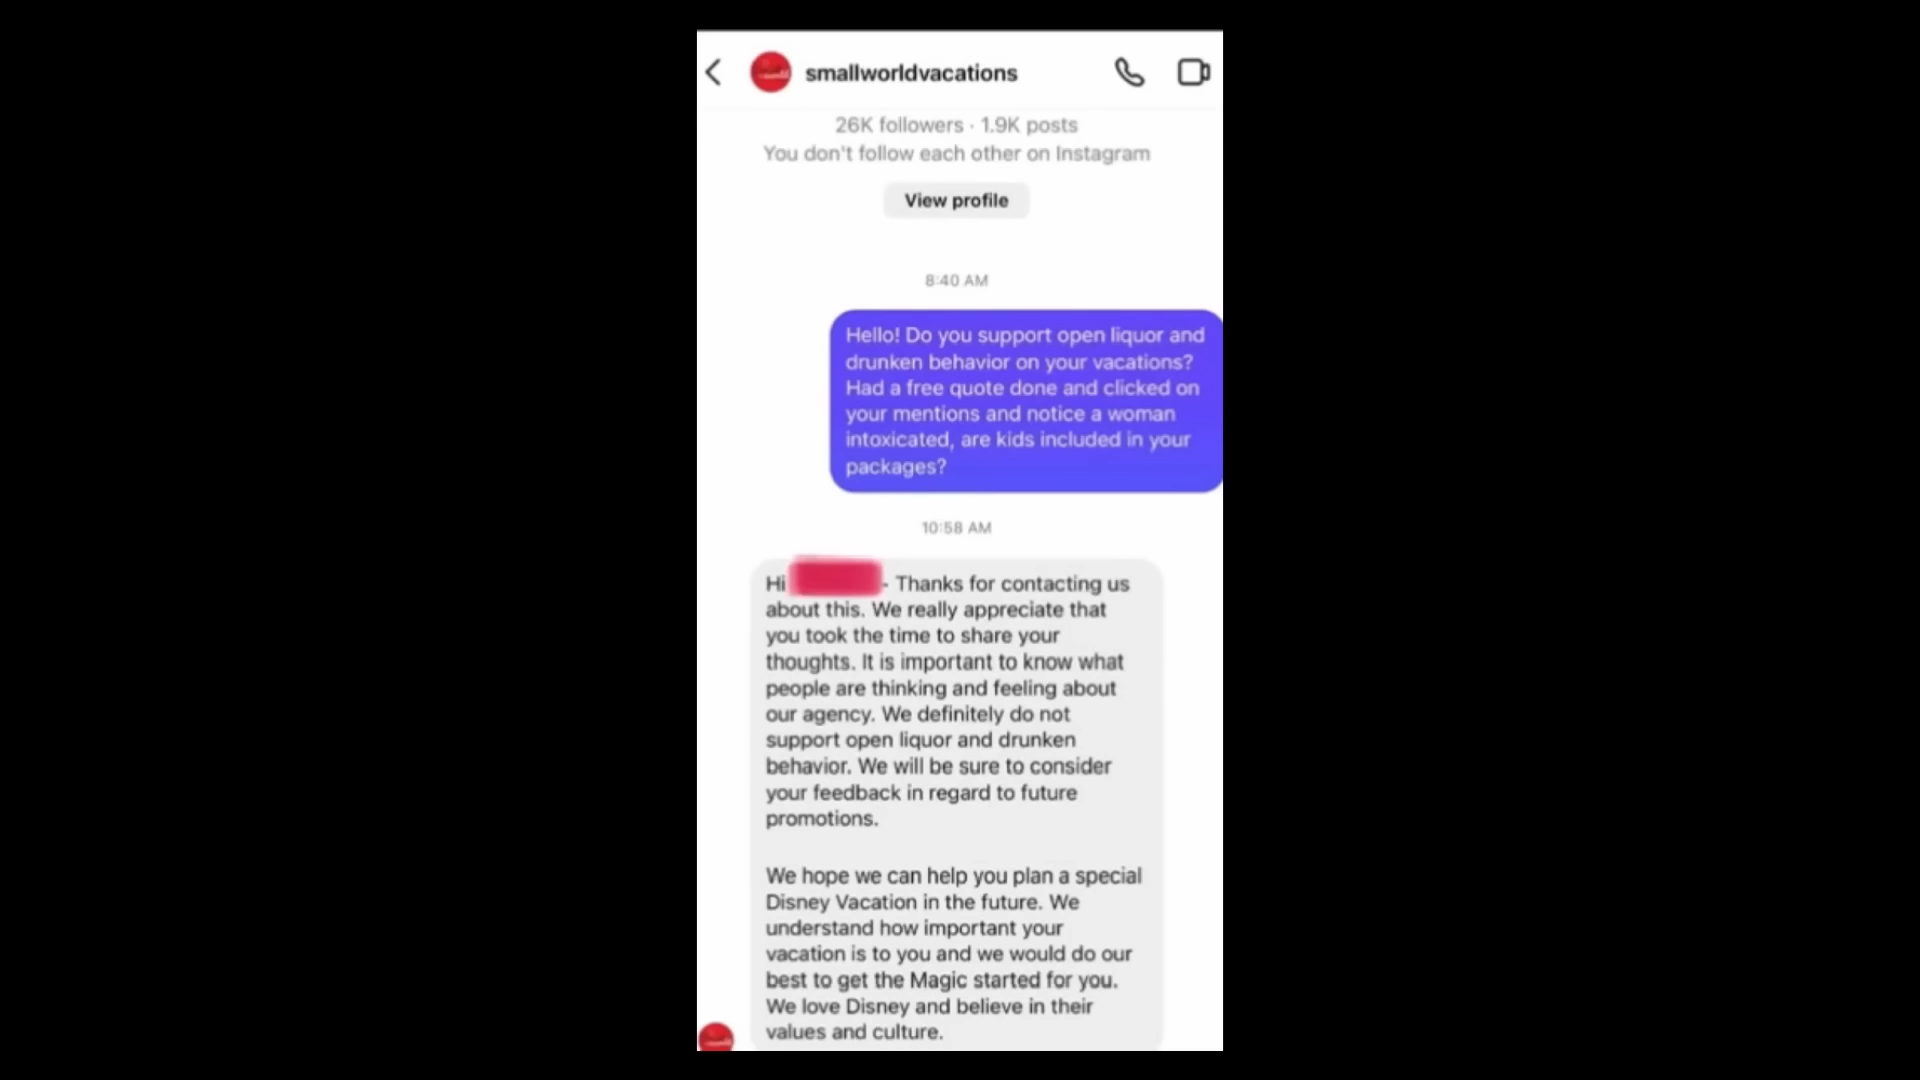 smallworldvacations
26K followers · 1.9K posts
You don't follow each other on Instagram
View profile
8:40 AM
Hello! Do you support open liquor and
drunken behavior on your vacations?
Had a free quote done and clicked on
your mentions and notice a woman
intoxicated, are kids included in your
packages?
10:58 AM
Hi - Thanks for contacting us
about this. We really appreciate that
you took the time to share your
thoughts. It is important to know what
people are thinking and feeling about
our agency. We definitely do not
support open liquor and drunken
behavior. We will be sure to consider
your feedback in regard to future
promotions.
We hope we can help you plan a special
Disney Vacation in the future. We
understand how important your
vacation is to you and we would do our
best to get the Magic started for you.
We love Disney and believe in their
values and culture.